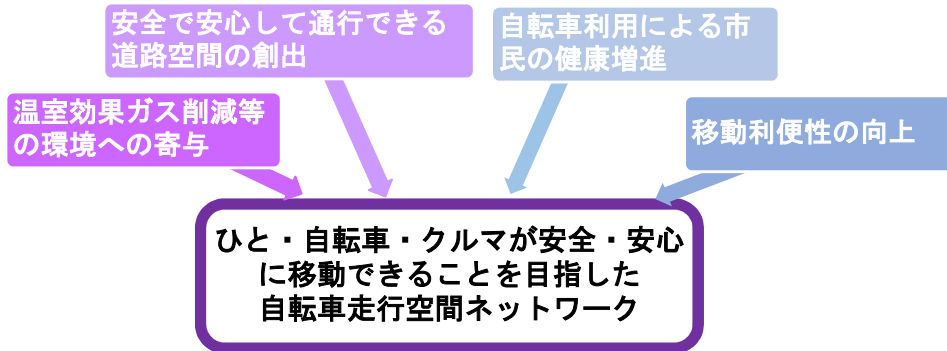 安全で安心して通行できる
道路空間の創出
自転車利用による市
民の健康増進
温室効果ガス削減等
の環境への寄与
移動利便性の向上
ひと・自転車・クルマが安全・安心
に移動できることを目指した
自転車走行空間ネットワーク